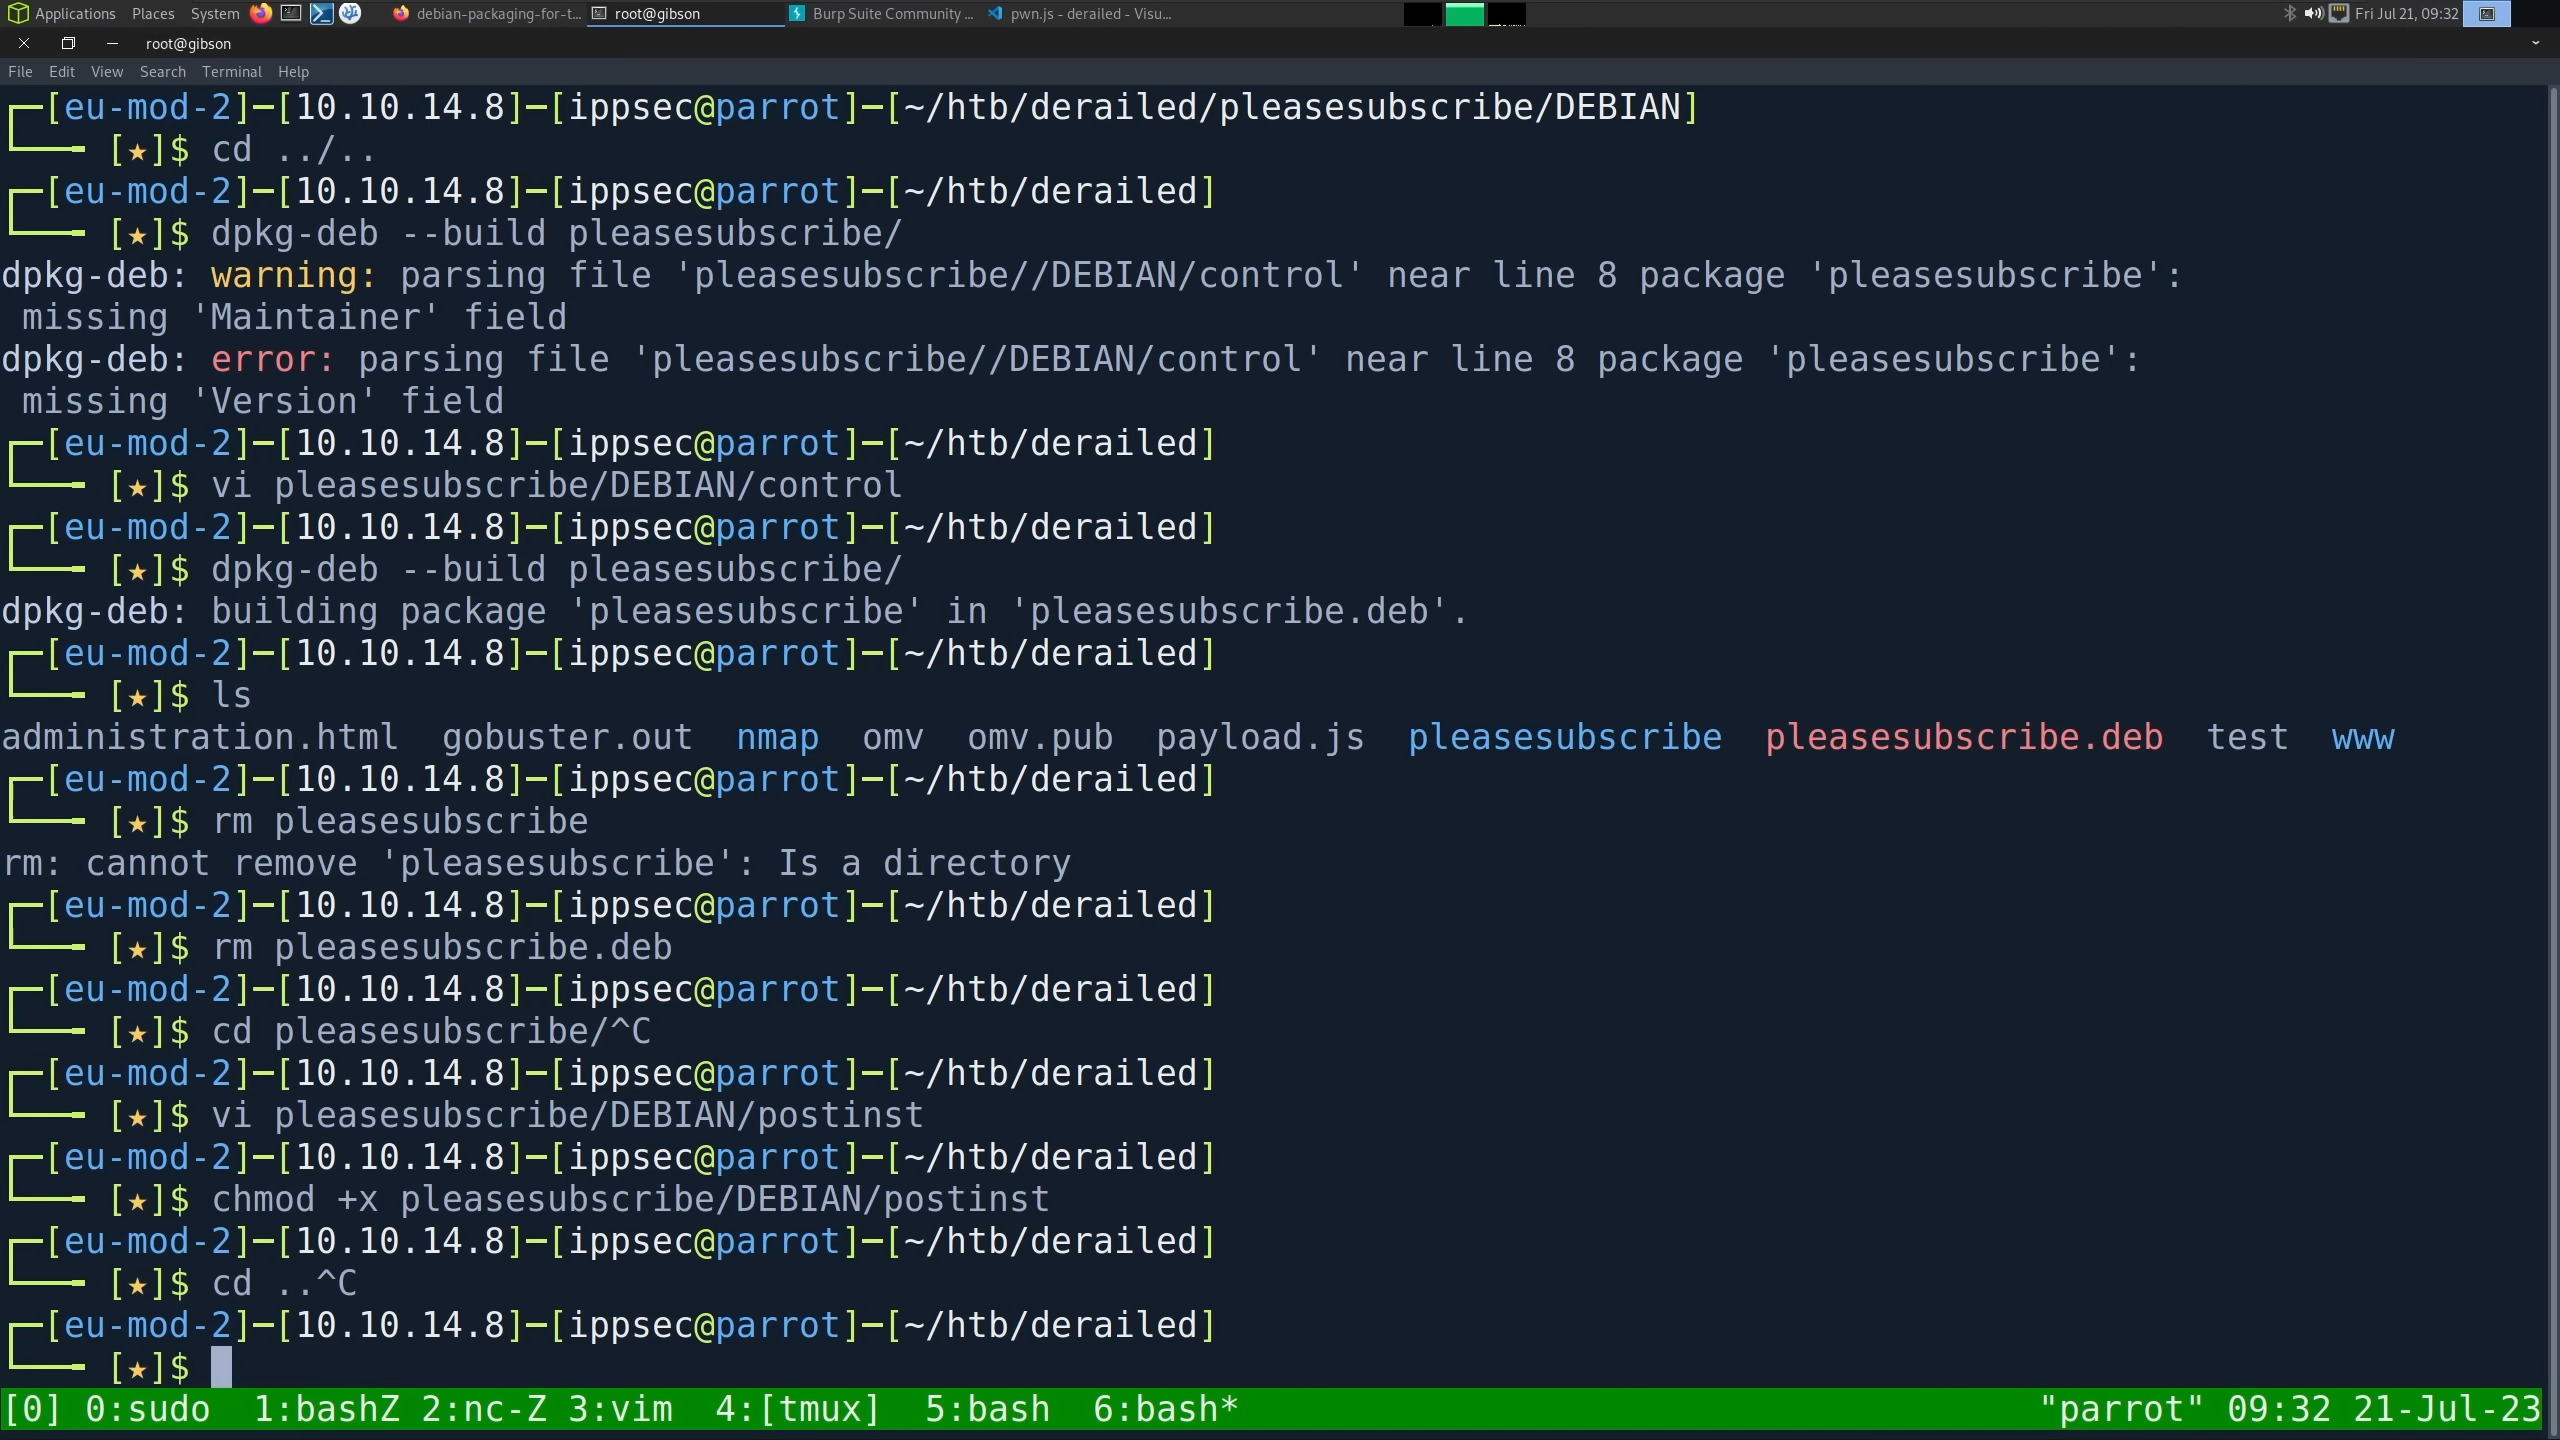 Applications Places System debian-packaging-for-t... root@gibson Burp Suite Community ... pwn.js - derailed - Visu... Fri Jul 21, 09:32
root@gibson
File Edit View Search Terminal Help
┌─[eu-mod-2]─[10.10.14.8]─[ippsec@parrot]─[~/htb/derailed/pleasesubscribe/DEBIAN]
└──╼ [★]$ cd ../..
┌─[eu-mod-2]─[10.10.14.8]─[ippsec@parrot]─[~/htb/derailed]
└──╼ [★]$ dpkg-deb --build pleasesubscribe/
dpkg-deb: warning: parsing file 'pleasesubscribe//DEBIAN/control' near line 8 package 'pleasesubscribe':
 missing 'Maintainer' field
dpkg-deb: error: parsing file 'pleasesubscribe//DEBIAN/control' near line 8 package 'pleasesubscribe':
 missing 'Version' field
┌─[eu-mod-2]─[10.10.14.8]─[ippsec@parrot]─[~/htb/derailed]
└──╼ [★]$ vi pleasesubscribe/DEBIAN/control
┌─[eu-mod-2]─[10.10.14.8]─[ippsec@parrot]─[~/htb/derailed]
└──╼ [★]$ dpkg-deb --build pleasesubscribe/
dpkg-deb: building package 'pleasesubscribe' in 'pleasesubscribe.deb'.
┌─[eu-mod-2]─[10.10.14.8]─[ippsec@parrot]─[~/htb/derailed]
└──╼ [★]$ ls
administration.html  gobuster.out  nmap  omv  omv.pub  payload.js  pleasesubscribe  pleasesubscribe.deb  test  www
┌─[eu-mod-2]─[10.10.14.8]─[ippsec@parrot]─[~/htb/derailed]
└──╼ [★]$ rm pleasesubscribe
rm: cannot remove 'pleasesubscribe': Is a directory
┌─[eu-mod-2]─[10.10.14.8]─[ippsec@parrot]─[~/htb/derailed]
└──╼ [★]$ rm pleasesubscribe.deb
┌─[eu-mod-2]─[10.10.14.8]─[ippsec@parrot]─[~/htb/derailed]
└──╼ [★]$ cd pleasesubscribe/^C
┌─[eu-mod-2]─[10.10.14.8]─[ippsec@parrot]─[~/htb/derailed]
└──╼ [★]$ vi pleasesubscribe/DEBIAN/postinst
┌─[eu-mod-2]─[10.10.14.8]─[ippsec@parrot]─[~/htb/derailed]
└──╼ [★]$ chmod +x pleasesubscribe/DEBIAN/postinst
┌─[eu-mod-2]─[10.10.14.8]─[ippsec@parrot]─[~/htb/derailed]
└──╼ [★]$ cd ..^C
┌─[eu-mod-2]─[10.10.14.8]─[ippsec@parrot]─[~/htb/derailed]
└──╼ [★]$
[0] 0:sudo  1:bashZ 2:nc-Z 3:vim  4:[tmux]  5:bash  6:bash* "parrot" 09:32 21-Jul-23